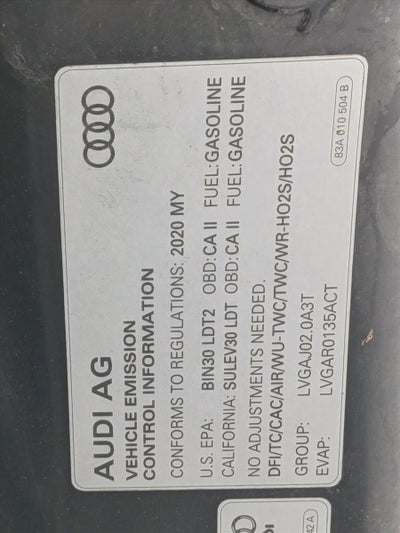 AUDI AG
VEHICLE EMISSION
CONTROL INFORMATION
CONFORMS TO REGULATIONS: 2020 MY
U.S. EPA: BIN30 LDT2 OBD: CA II FUEL: GASOLINE
CALIFORNIA: SULEV30 LDT OBD: CA II FUEL: GASOLINE
NO ADJUSTMENTS NEEDED.
DFI/TC/CAC/AIR/WU-TWC/TWC/WR-HO2S/HO2S
GROUP: LVGAJ02.0A3T
EVAP: LVGAR0135ACT
83A 010 504 B